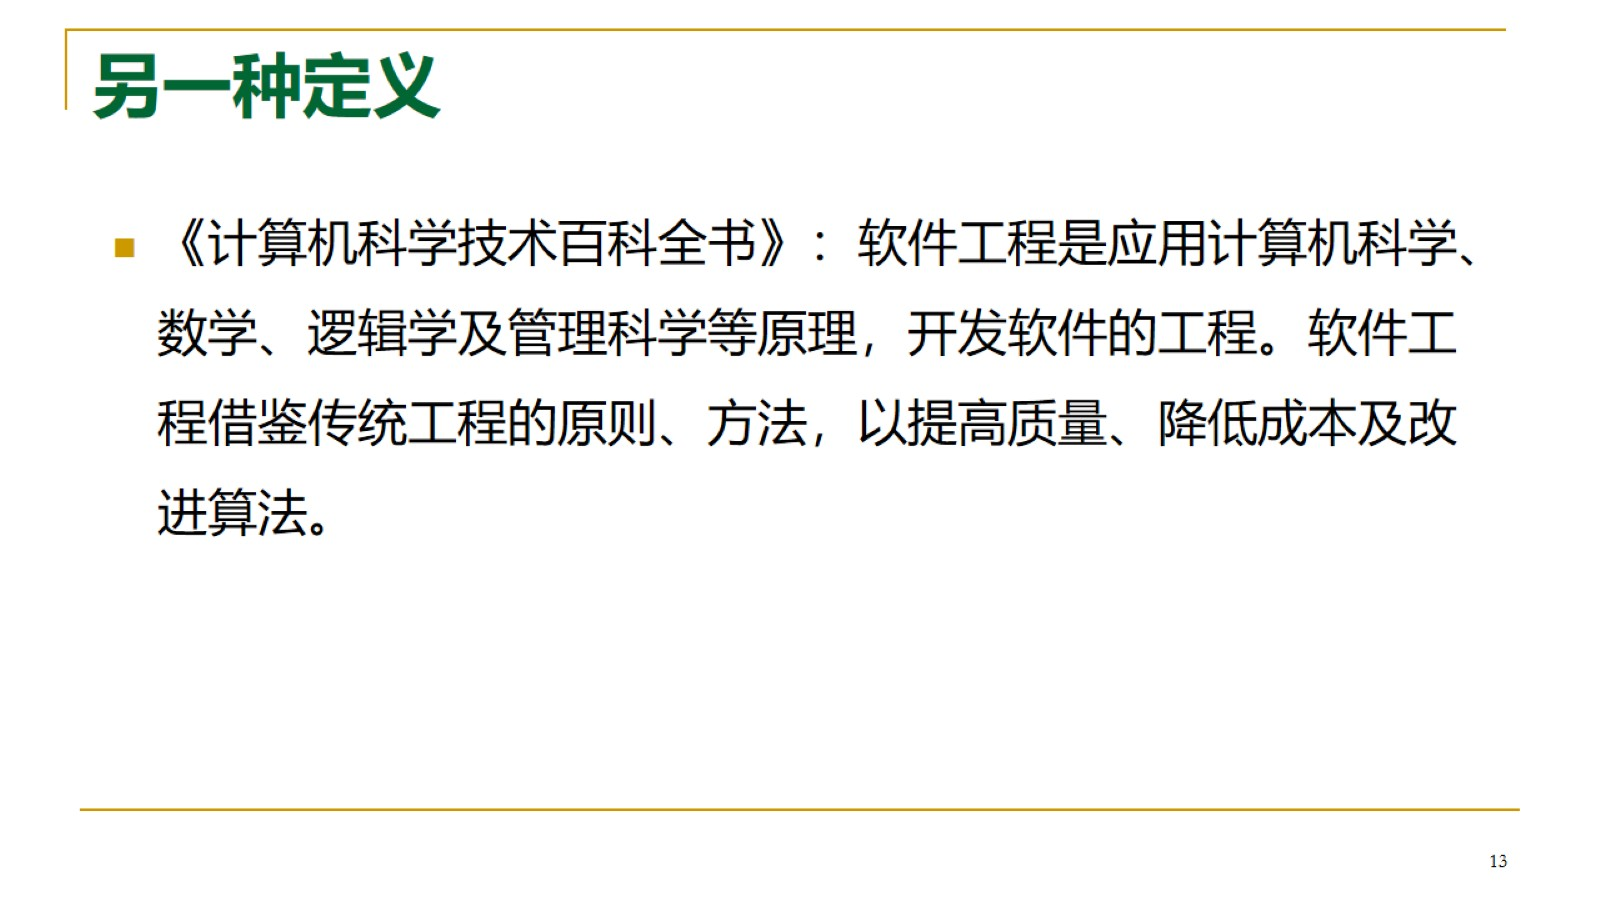 另一种定义
《计算机科学技术百科全书》：软件工程是应用计算机科学、
数学、逻辑学及管理科学等原理，开发软件的工程。软件工
程借鉴传统工程的原则、方法，以提高质量、降低成本及改
进算法。
13